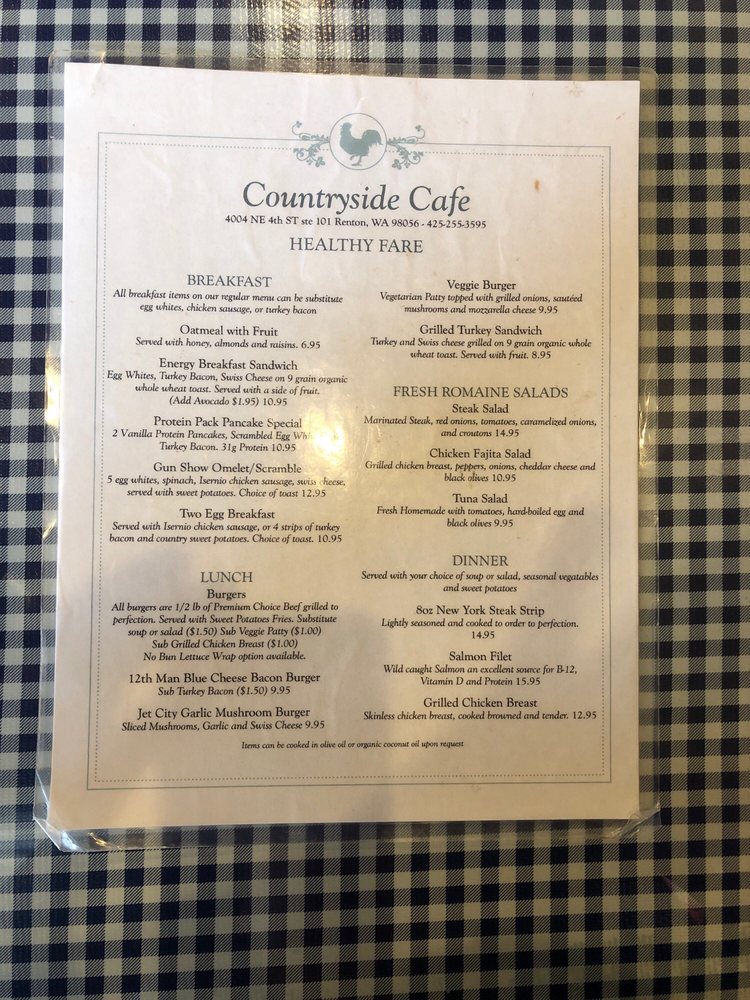 Countryside Cafe
4004 NE 4th ST ste 101 Renton, WA 98056 - 425-255-3595
HEALTHY FARE
BREAKFAST
All breakfast items on our regular menu can be substitute
egg whites, chicken sausage, or turkey bacon
Oatmeal with Fruit
Served with honey, almonds and raisins. 6.95
Energy Breakfast Sandwich
Egg Whites, Turkey Bacon, Swiss Cheese on 9 grain organic
whole wheat toast. Served with a side of fruit.
(Add Avocado $1.95) 10.95
Protein Pack Pancake Special
2 Vanilla Protein Pancakes, Scrambled Egg
Turkey Bacon. 31g Protein 10.95
Gun Show Omelet/Scramble
5 egg whites, spinach, Isernio chicken sausage, swiss cheese,
served with sweet potatoes. Choice of toast 12.95
Two Egg Breakfast
Served with Isernio chicken sausage, or 4 strips of turkey
bacon and country sweet potatoes. Choice of toast. 10.95
LUNCH
Burgers
All burgers are 1/2 lb of Premium Choice Beef grilled to
perfection. Served with Sweet Potatoes Fries. Substitute
soup or salad ($1.50) Sub Veggie Patty ($1.00)
Sub Grilled Chicken Breast ($1.00)
No Bun Lettuce Wrap option available.
12th Man Blue Cheese Bacon Burger
Sub Turkey Bacon ($1.50) 9.95
Jet City Garlic Mushroom Burger
Sliced Mushrooms, Garlic and Swiss Cheese 9.95
Veggie Burger
Vegetarian Patty topped with grilled onions, sautéed
mushrooms and mozzarella cheese 9.95
Grilled Turkey Sandwich
Turkey and Swiss cheese grilled on 9 grain organic whole
wheat toast. Served with fruit. 8.95
FRESH ROMAINE SALADS
Steak Salad
Marinated Steak, red onions, tomatoes, caramelized onions,
and croutons 14.95
Chicken Fajita Salad
Grilled chicken breast, peppers, onions, cheddar cheese and
black olives 10.95
Tuna Salad
Fresh Homemade with tomatoes, hard-boiled egg and
black olives 9.95
DINNER
Served with your choice of soup or salad, seasonal vegatables
and sweet potatoes
8oz New York Steak Strip
Lightly seasoned and cooked to order to perfection.
14.95
Salmon Filet
Wild caught Salmon an excellent source for B-12,
Vitamin D and Protein 15.95
Grilled Chicken Breast
Skinless chicken breast, cooked browned and tender. 12.95
Items can be cooked in olive oil or organic coconut oil upon request